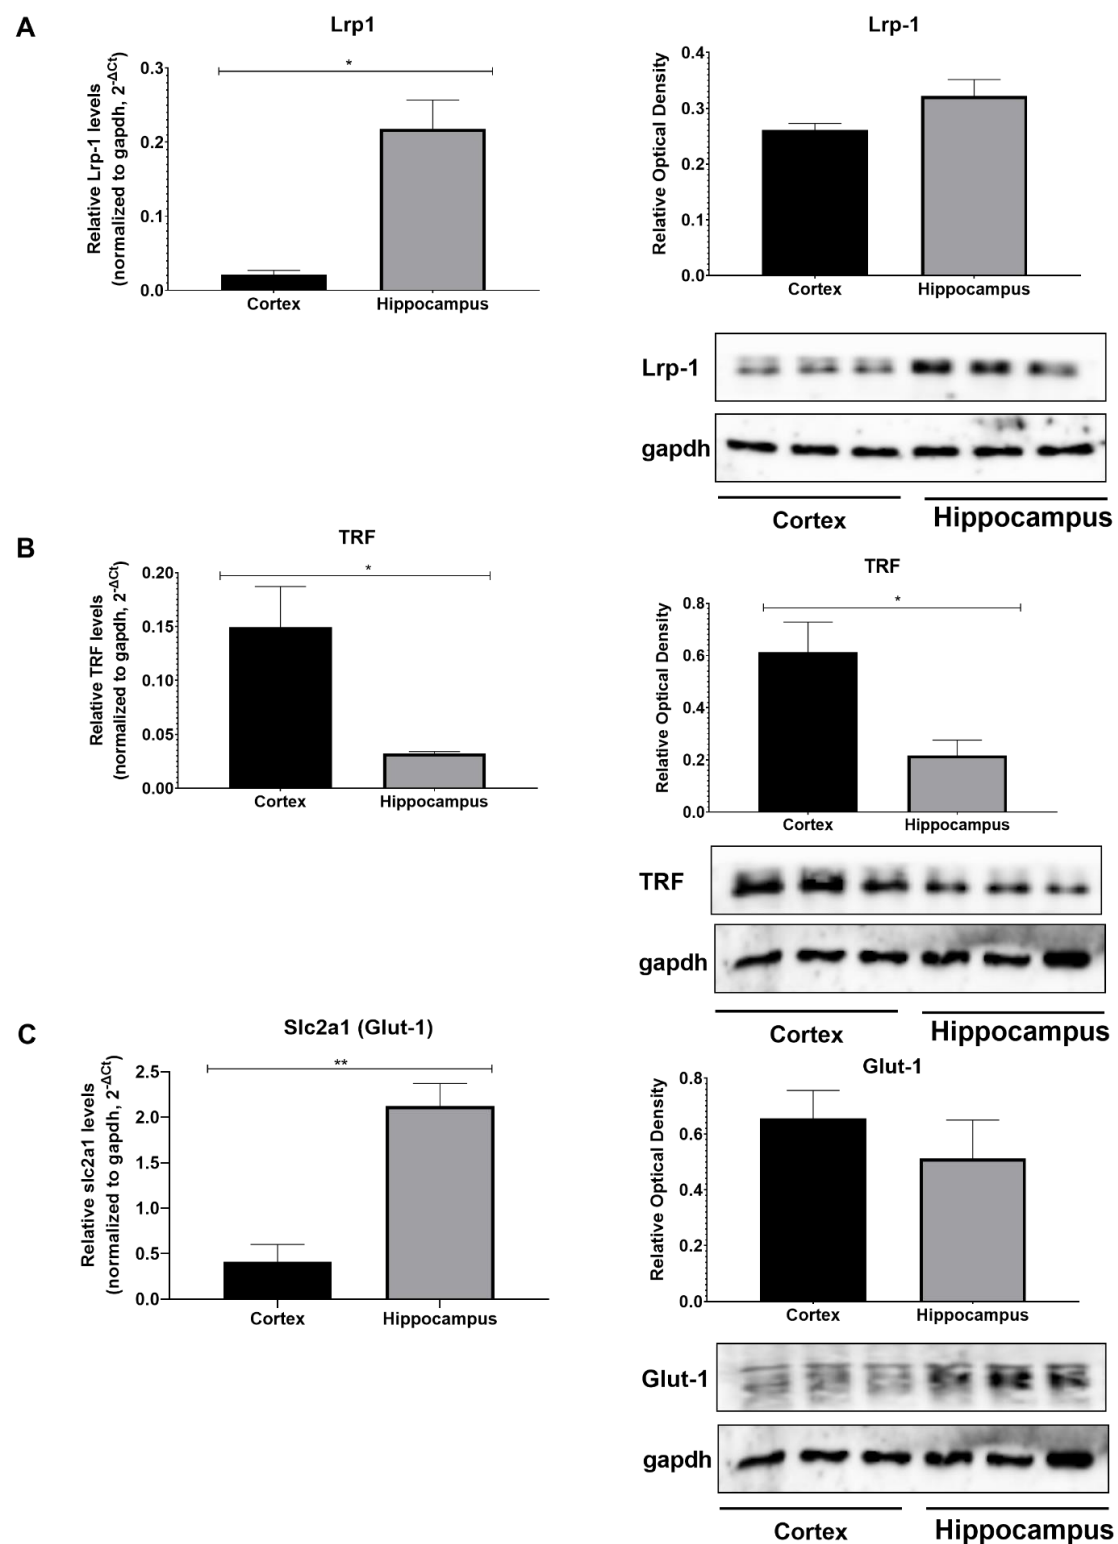 A
Lrp1
Relative Lrp-1 levels
(normalized to gapdh, 2-ΔCt)
0.3
0.2
0.1
0.0
*
Cortex
Hippocampus
Lrp-1
Relative Optical Density
0.4
0.3
0.2
0.1
0.0
Cortex
Hippocampus
Lrp-1
gapdh
Cortex
Hippocampus
B
TRF
Relative TRF levels
(normalized to gapdh, 2-ΔCt)
0.20
0.15
0.10
0.05
0.00
*
Cortex
Hippocampus
TRF
Relative Optical Density
0.8
0.6
0.4
0.2
0.0
*
Cortex
Hippocampus
TRF
gapdh
Cortex
Hippocampus
C
Slc2a1 (Glut-1)
Relative slc2a1 levels
(normalized to gapdh, 2-ΔCt)
2.5
2.0
1.5
1.0
0.5
0.0
**
Cortex
Hippocampus
Glut-1
Relative Optical Density
0.8
0.6
0.4
0.2
0.0
Cortex
Hippocampus
Glut-1
gapdh
Cortex
Hippocampus